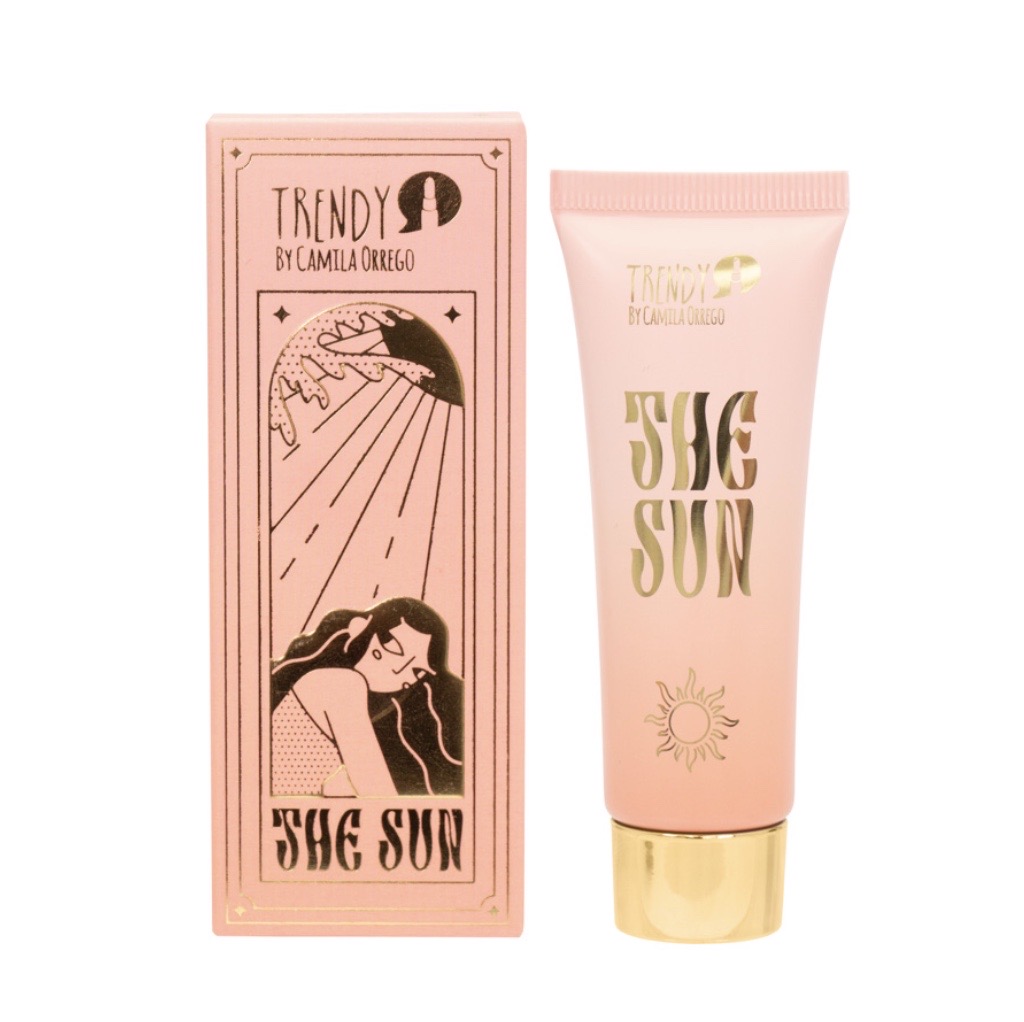 TRENDY
BY CAMILA ORREGO
THE SUN
TRENDY
BY CAMILA ORREGO
THE
SUN